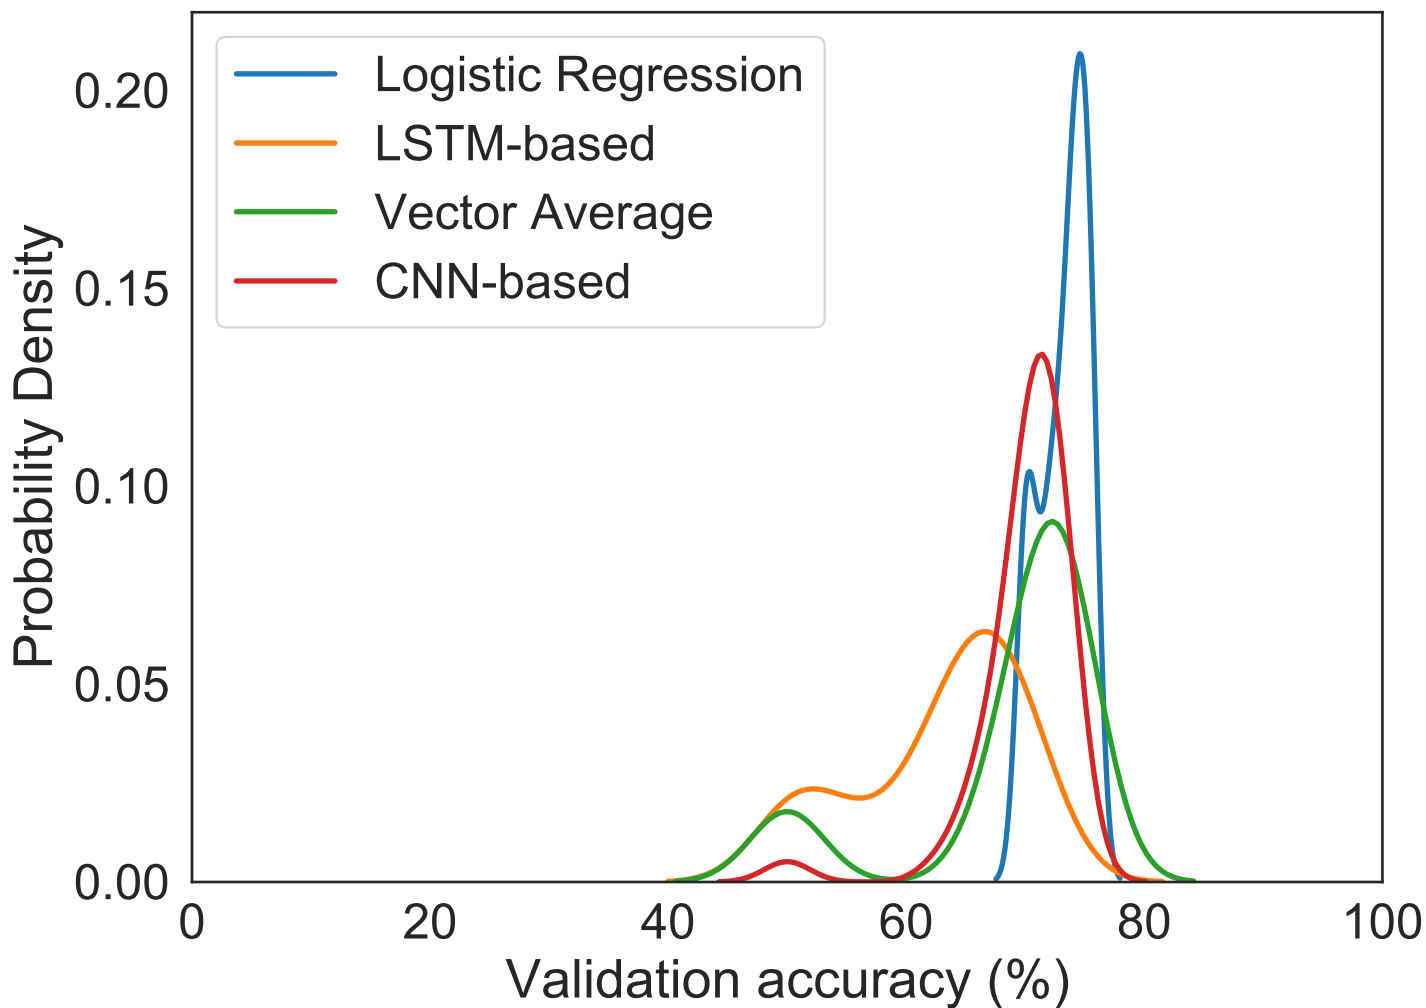 Logistic Regression
LSTM-based
Vector Average
CNN-based
Probability Density
0.20
0.15
0.10
0.05
0.00
0 20 40 60 80 100
Validation accuracy (%)